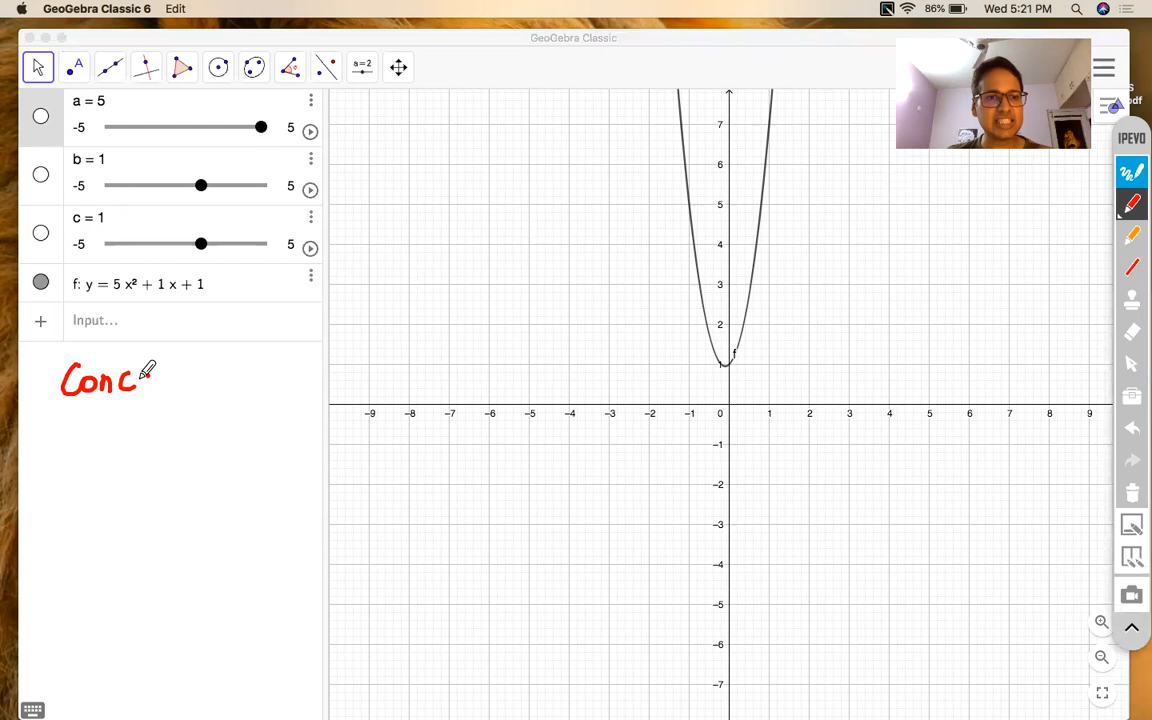 GeoGebra Classic 6 Edit 86% Wed 5:21 PM
GeoGebra Classic
A
a=2
S
pdf
IPEVO
a = 5
-5 5
b = 1
-5 5
c = 1
-5 5
f: y = 5 x² + 1 x + 1
+ Input...
Conc
7
6
5
4
3
2
f
1
-9 -8 -7 -6 -5 -4 -3 -2 -1 0 1 2 3 4 5 6 7 8 9
-1
-2
-3
-4
-5
-6
-7